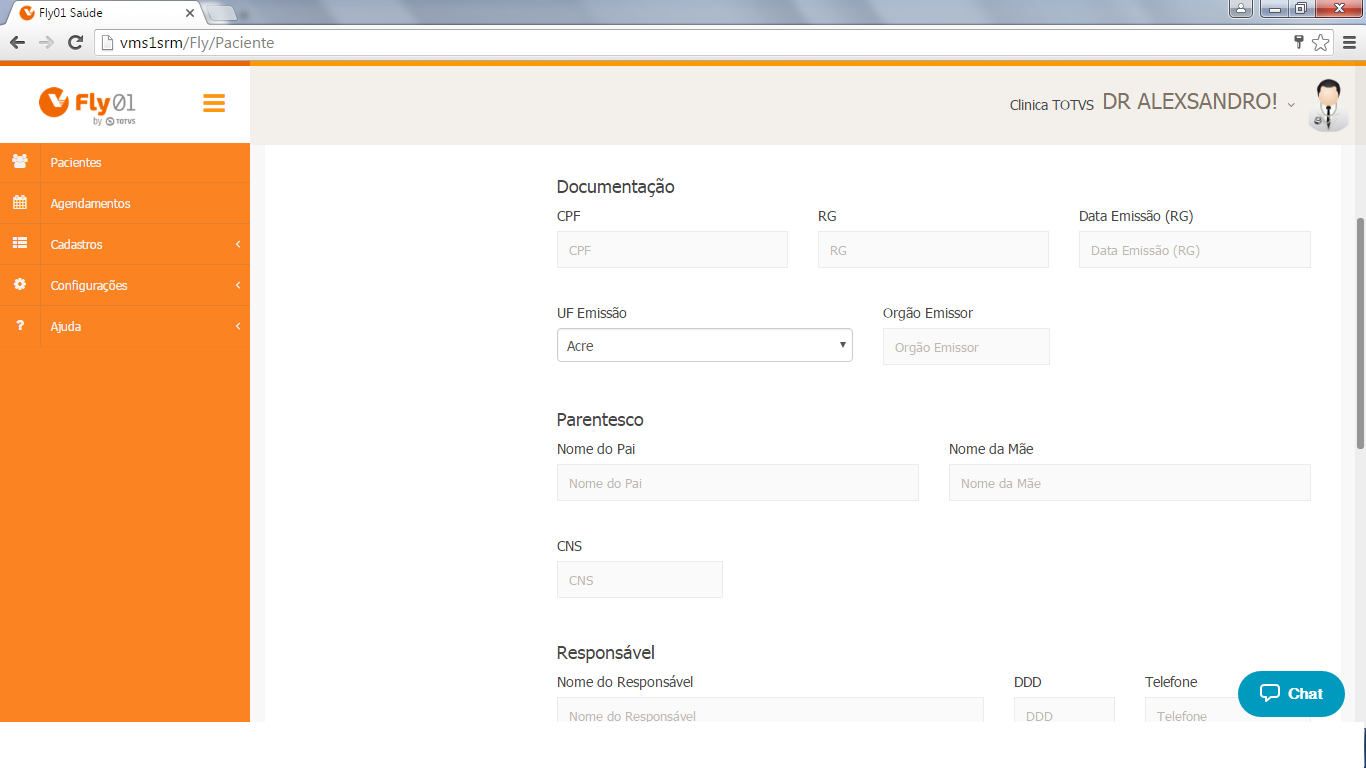 Fly01 Saúde
vms1srm/Fly/Paciente
Fly01
by TOTVS
Clinica TOTVS DR ALEXSANDRO!
Pacientes
Agendamentos
Cadastros
Configurações
Ajuda
Documentação
CPF RG Data Emissão (RG)
CPF RG Data Emissão (RG)
UF Emissão Orgão Emissor
Acre Orgão Emissor
Parentesco
Nome do Pai Nome da Mãe
Nome do Pai Nome da Mãe
CNS
CNS
Responsável
Nome do Responsável DDD Telefone
Nome do Responsável DDD Telefone
Chat